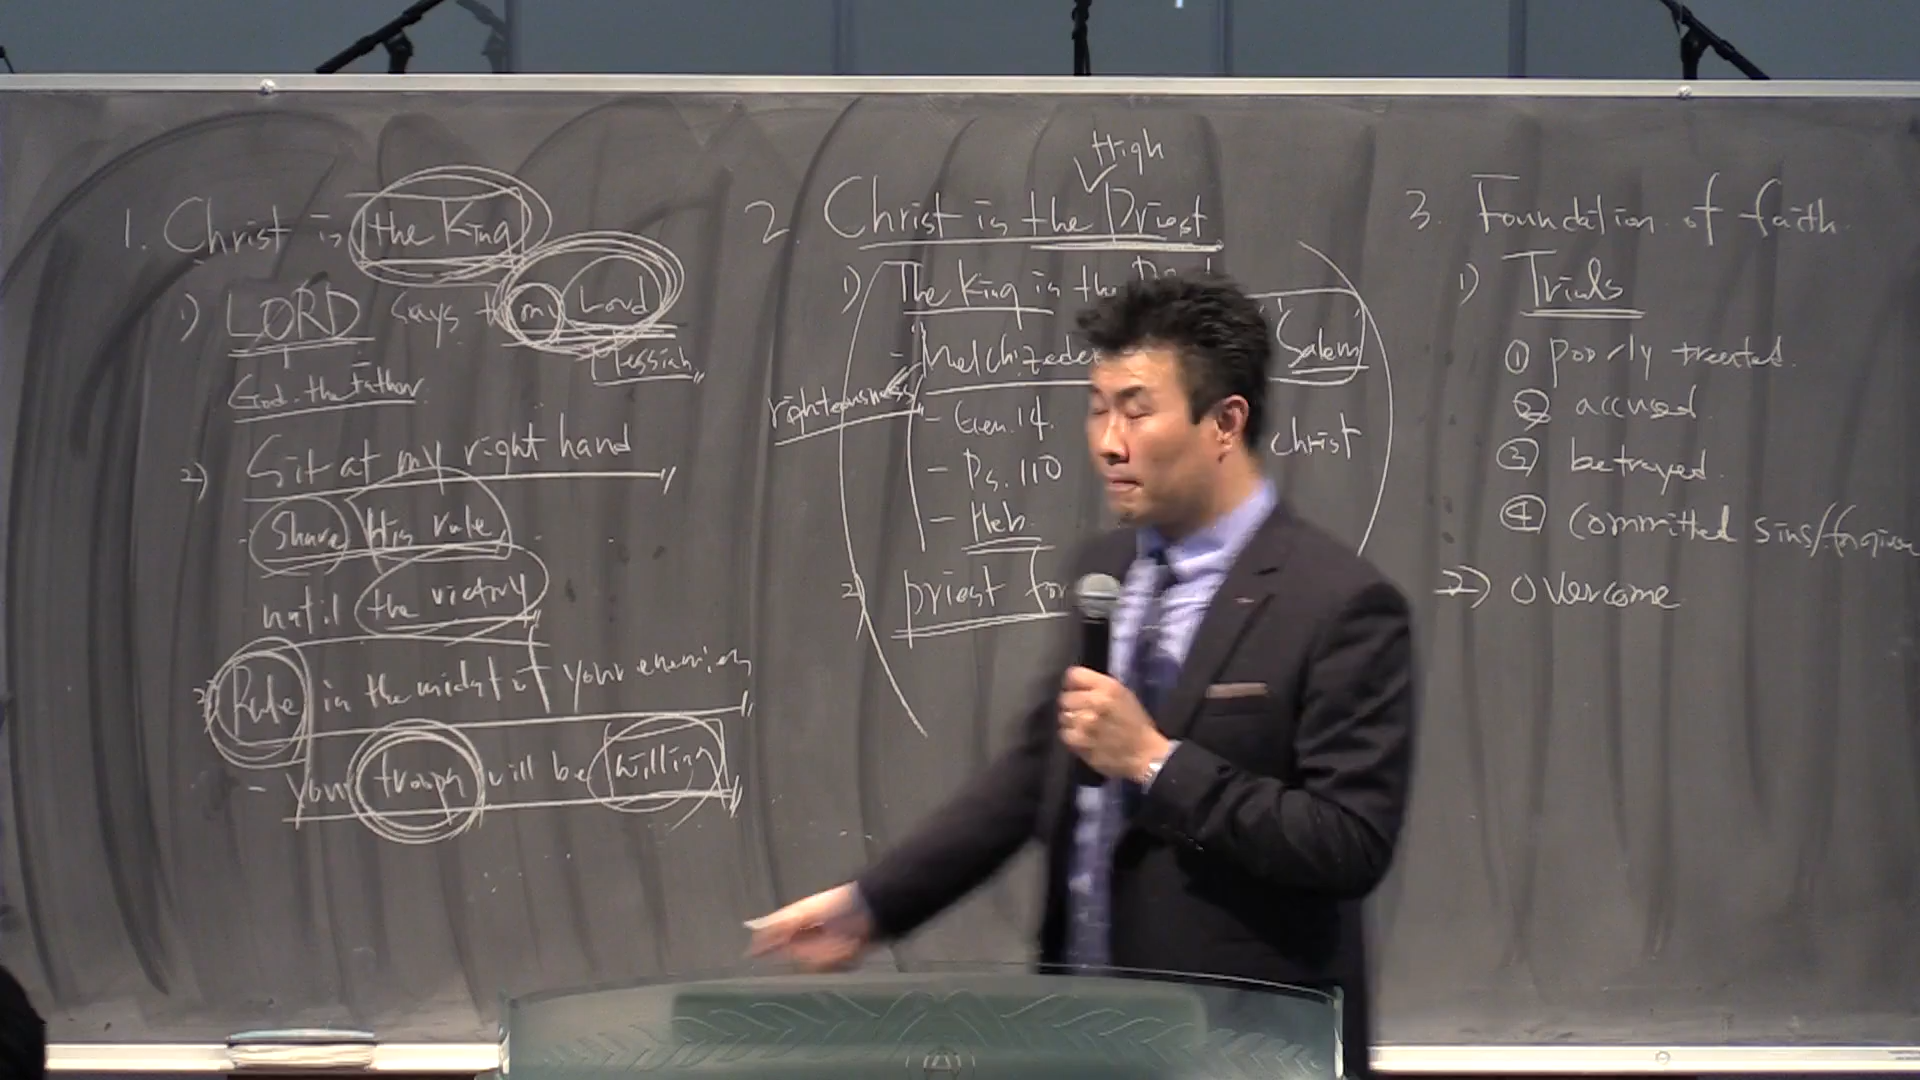 1. Christ is the King
1) LORD says to my Lord
God the Father
Messiah
2) Sit at my right hand
- Share His rule
until the victory
3) Rule in the midst of your enemies
- Your troops will be willing
High
2. Christ is the Priest
1) The King is the
- Melchizedek
Salem
righteousness
- Gen. 14.
- Ps. 110
christ
- Heb.
2) priest for
3. Foundation of faith
1) Trials
① poorly treated.
② accused.
③ betrayed.
④ committed sins/
2) Overcome